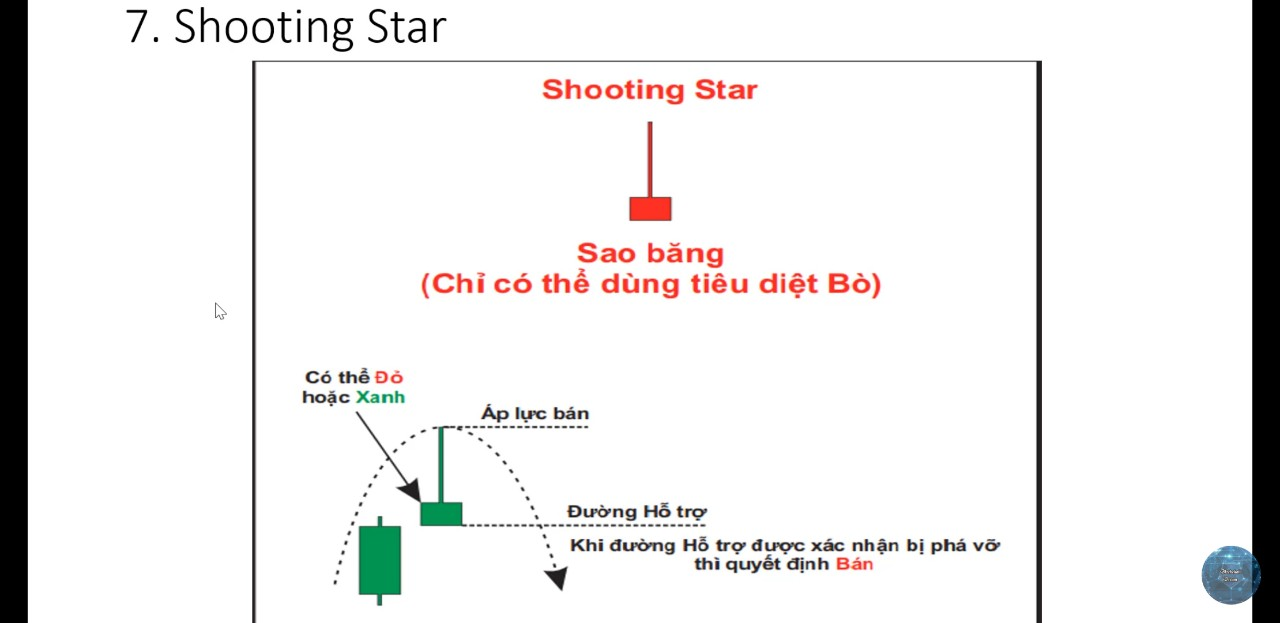 7. Shooting Star
Shooting Star
Sao băng
(Chỉ có thể dùng tiêu diệt Bò)
Có thể Đỏ
hoặc Xanh
Áp lực bán
Đường Hỗ trợ
Khi đường Hỗ trợ được xác nhận bị phá vỡ
thì quyết định Bán